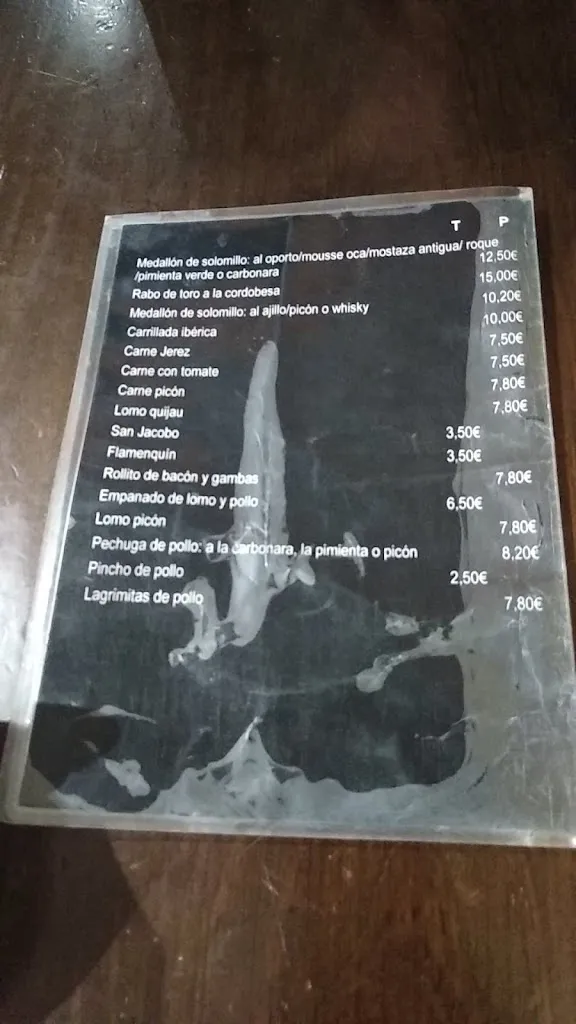 T P
Medallón de solomillo: al oporto/mousse oca/mostaza antigua/ roque
/pimienta verde o carbonara 12,50€
Rabo de toro a la cordobesa 15,00€
Medallón de solomillo: al ajillo/picón o whisky 10,20€
Carrillada ibérica 10,00€
Carne Jerez 7,50€
Carne con tomate 7,50€
Carne picón 7,80€
Lomo quijau 7,80€
San Jacobo 3,50€
Flamenquín 3,50€
Rollito de bacón y gambas 7,80€
Empanado de lomo y pollo 6,50€
Lomo picón 7,80€
Pechuga de pollo: a la carbonara, la pimienta o picón 8,20€
Pincho de pollo 2,50€
Lagrimitas de pollo 7,80€